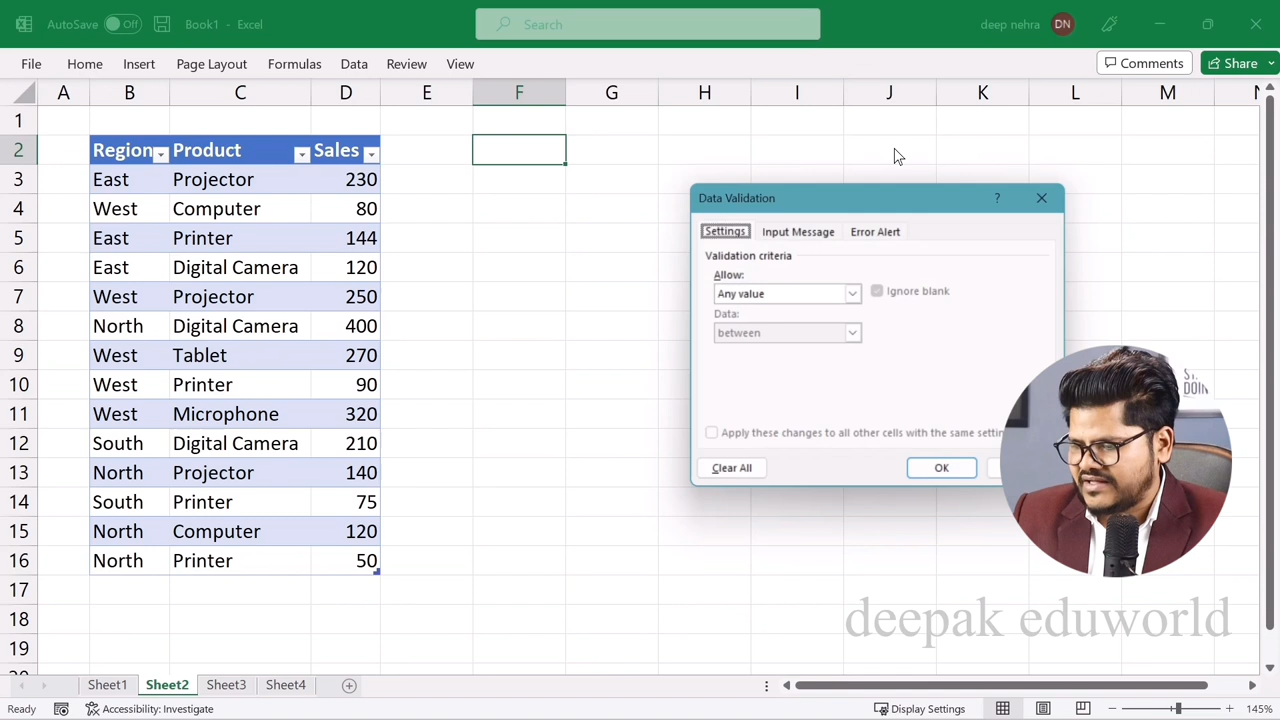 AutoSave Off Book1 - Excel Search deep nehra DN
File Home Insert Page Layout Formulas Data Review View Comments Share
A B C D E F G H I J K L M
1
2 Region Product Sales
3 East Projector 230
4 West Computer 80
5 East Printer 144
6 East Digital Camera 120
7 West Projector 250
8 North Digital Camera 400
9 West Tablet 270
10 West Printer 90
11 West Microphone 320
12 South Digital Camera 210
13 North Projector 140
14 South Printer 75
15 North Computer 120
16 North Printer 50
17
18
19
Data Validation ?
Settings Input Message Error Alert
Validation criteria
Allow:
Any value Ignore blank
Data:
between
Apply these changes to all other cells with the same
Clear All OK
deepak eduworld
Sheet1 Sheet2 Sheet3 Sheet4
Ready Accessibility: Investigate Display Settings 145%